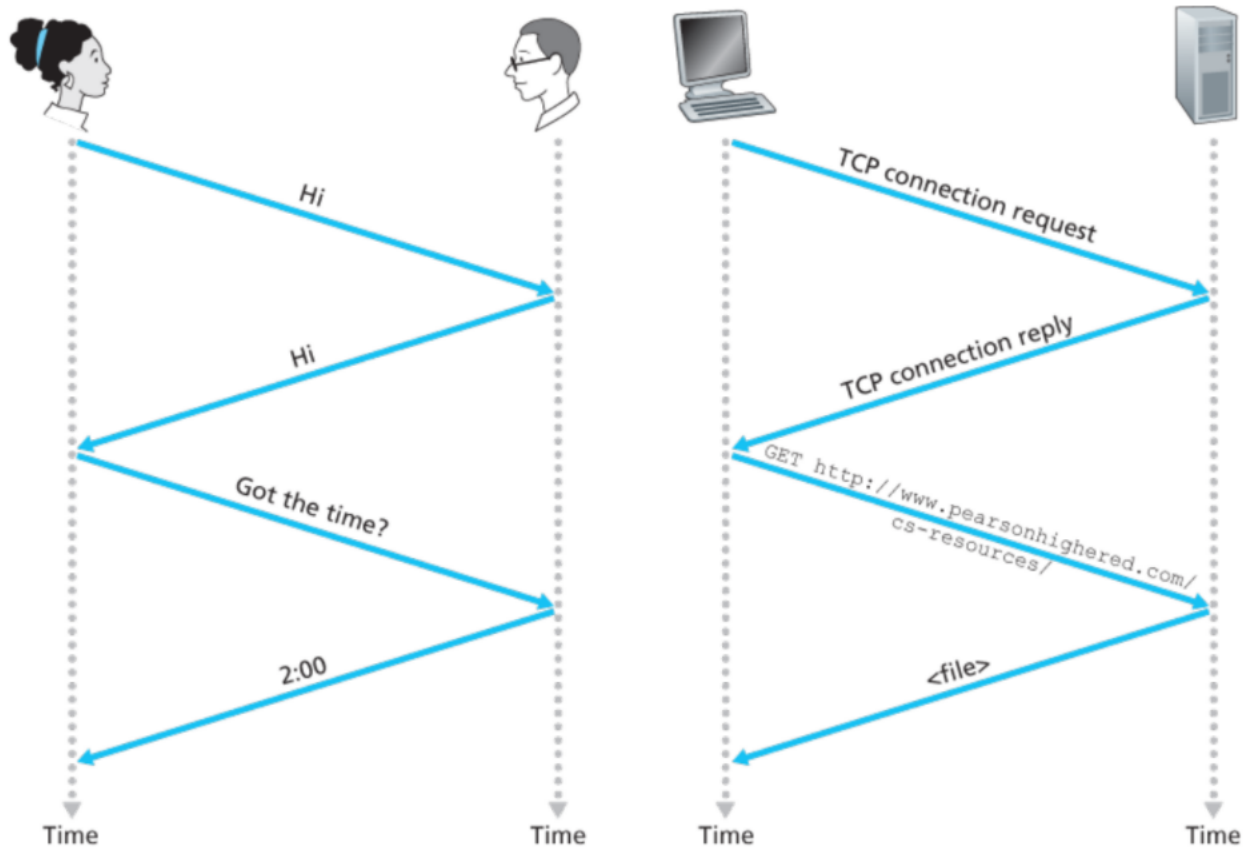 Hi
Hi
Got the time?
2:00
Time
Time
TCP connection request
TCP connection reply
GET http://www.pearsonhighered.com/
cs-resources/
<file>
Time
Time